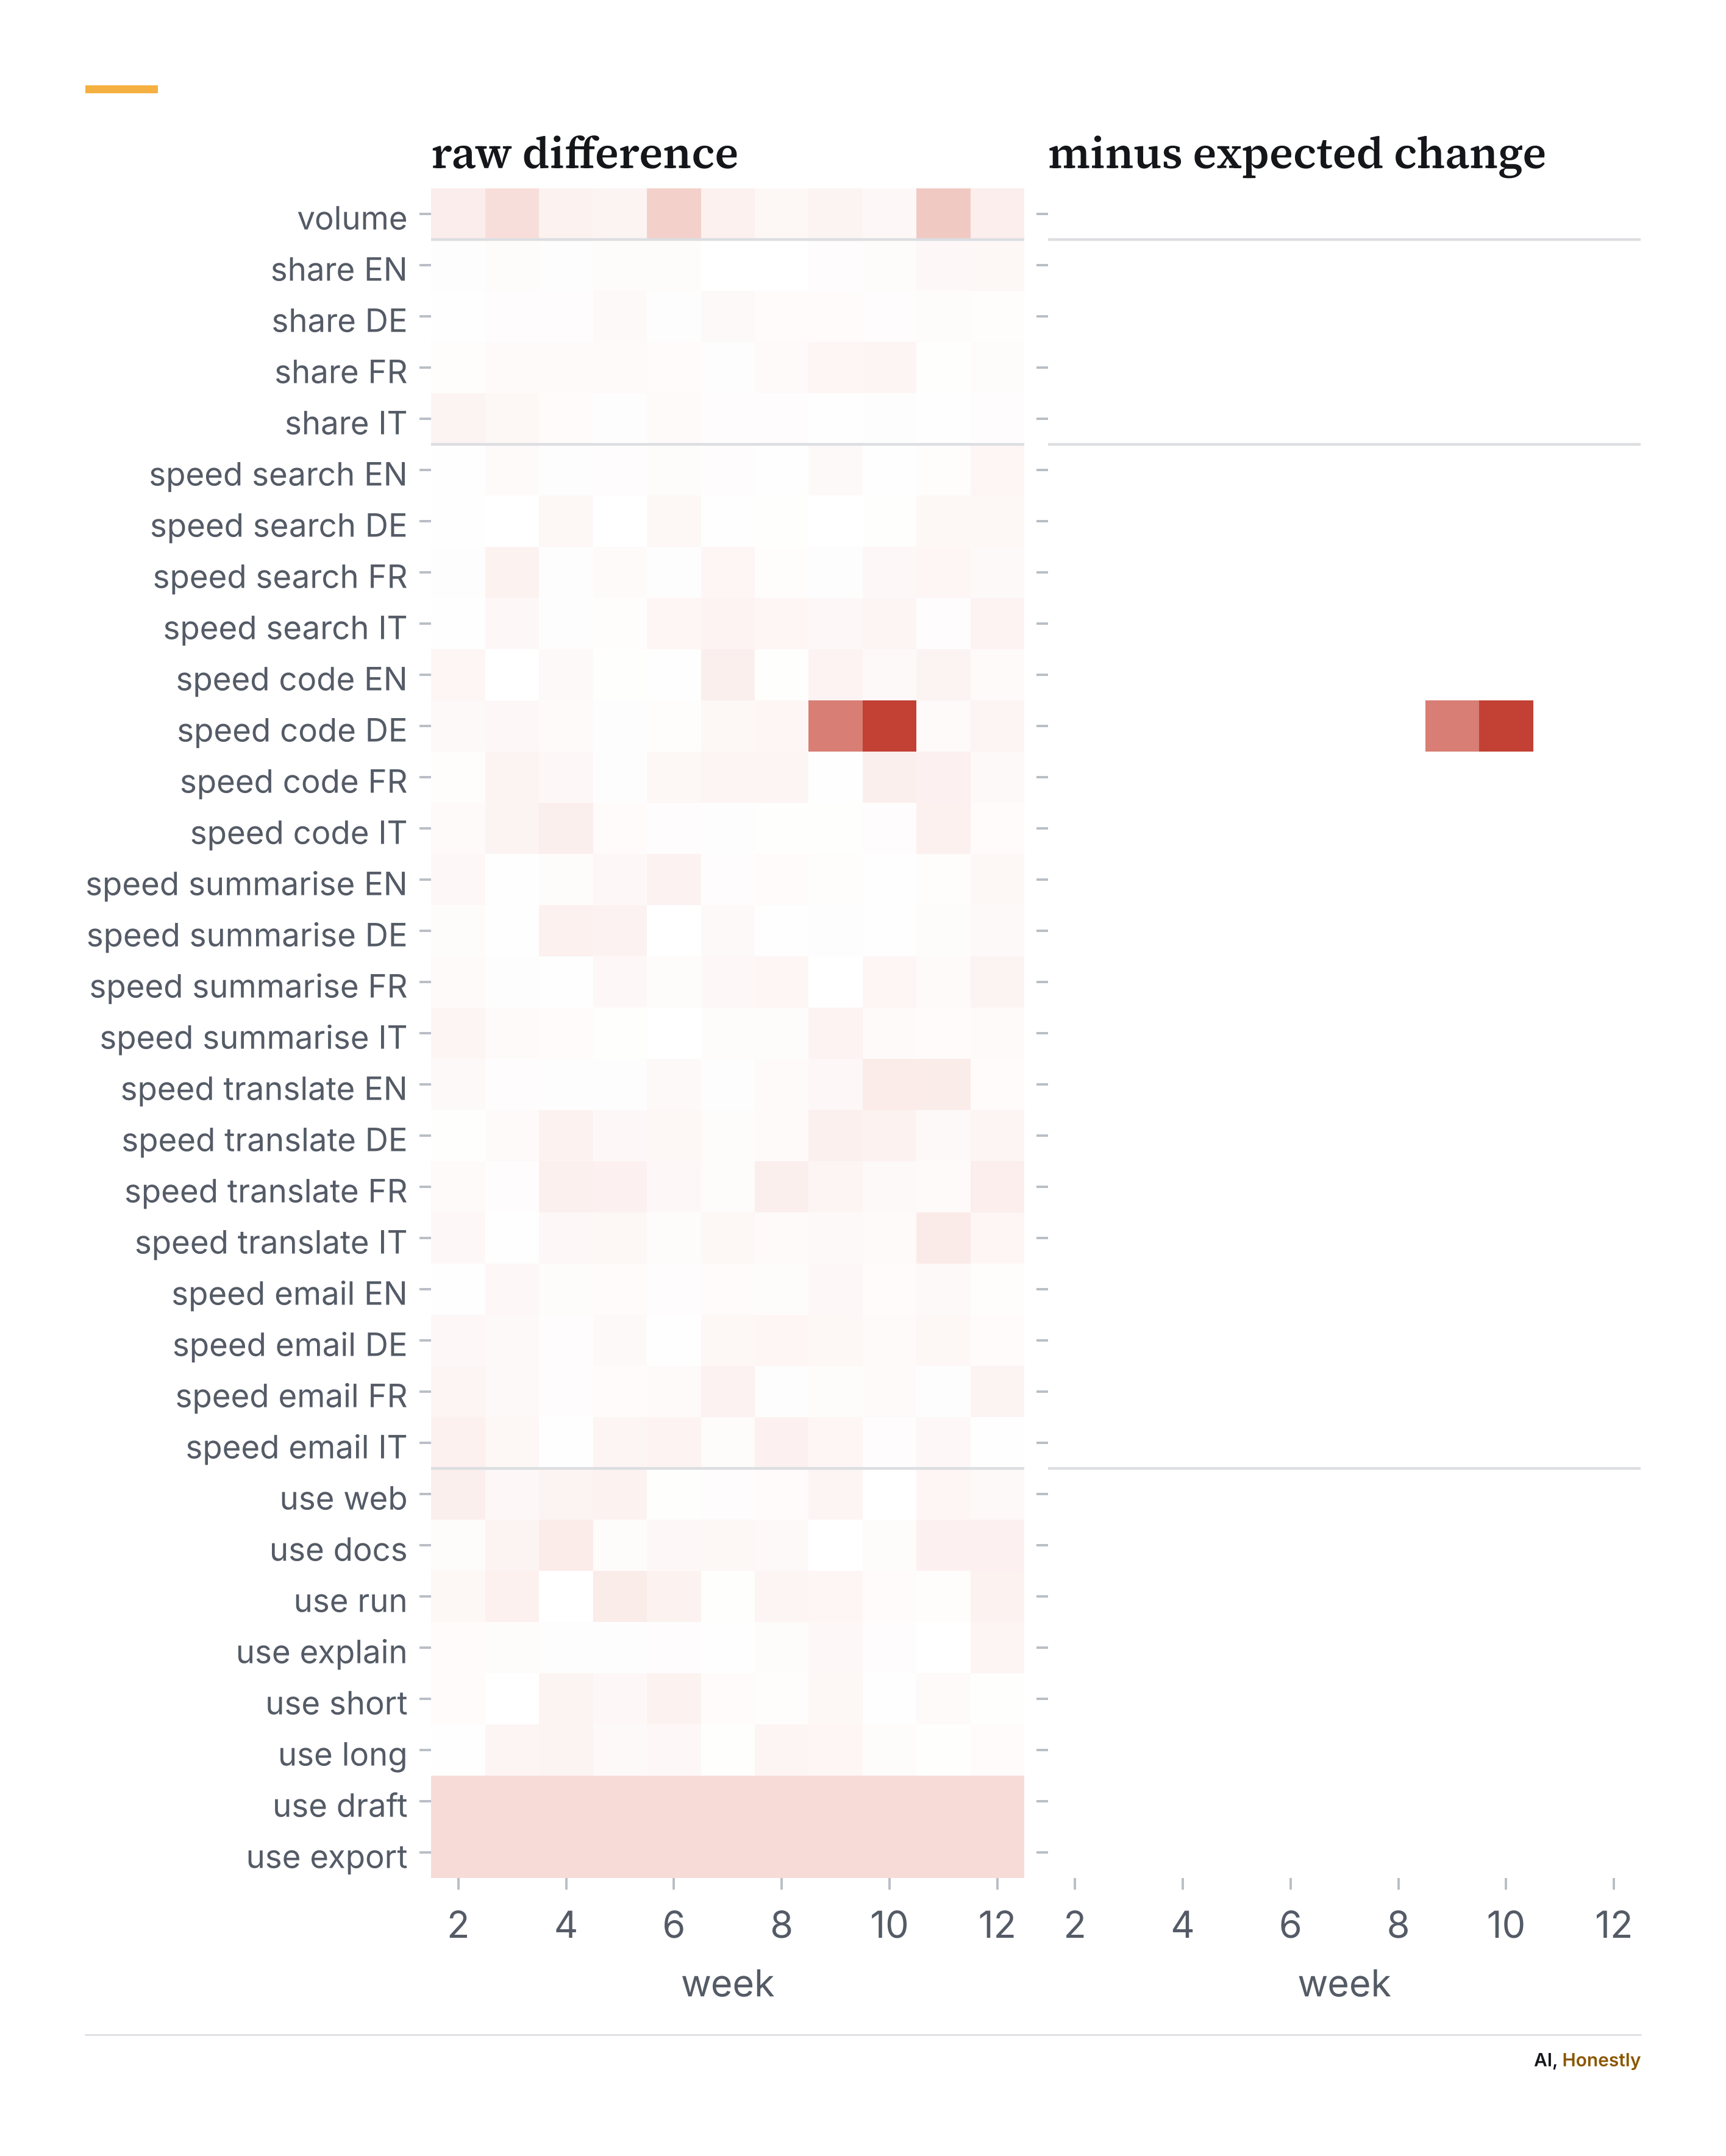 raw difference
minus expected change
volume
share EN
share DE
share FR
share IT
speed search EN
speed search DE
speed search FR
speed search IT
speed code EN
speed code DE
speed code FR
speed code IT
speed summarise EN
speed summarise DE
speed summarise FR
speed summarise IT
speed translate EN
speed translate DE
speed translate FR
speed translate IT
speed email EN
speed email DE
speed email FR
speed email IT
use web
use docs
use run
use explain
use short
use long
use draft
use export
2 4 6 8 10 12
2 4 6 8 10 12
week
week
AI, Honestly